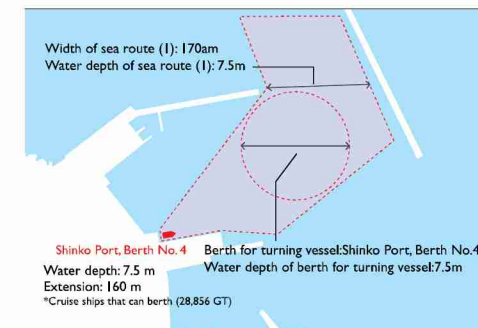 Width of sea route (1): 170am
Water depth of sea route (1): 7.5m
Shinko Port, Berth No. 4
Water depth: 7.5 m
Extension: 160 m
*Cruise ships that can berth (28,856 GT)
Berth for turning vessel:Shinko Port, Berth No.4
Water depth of berth for turning vessel:7.5m